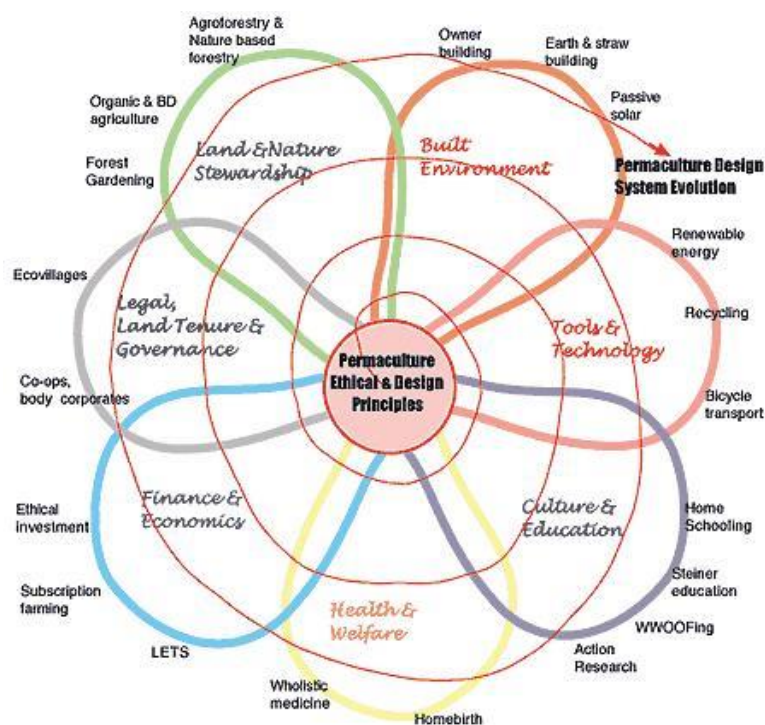 Agroforestry &
Nature based
forestry
Owner
building
Earth & straw
building
Organic & BD
agriculture
Passive
solar
Land &Nature
Stewardship
Built
Environment
Forest
Gardening
Permaculture Design
System Evolution
Renewable
energy
Ecovillages
Legal,
Land Tenure &
Governance
Recycling
Tools &
Technology
Permaculture
Ethical & Design
Principles
Co-ops,
body corporates
Bicycle
transport
Finance &
Economics
Culture &
Education
Ethical
investment
Home
Schooling
Subscription
farming
Steiner
education
Health &
Welfare
WWOOFing
LETS
Action
Research
Wholistic
medicine
Homebirth